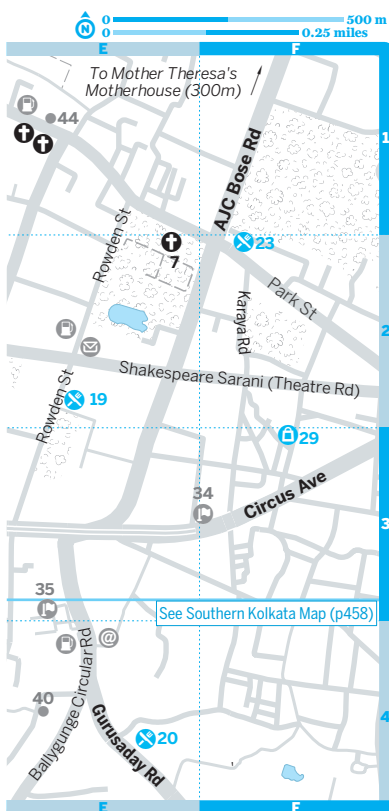 N
0 500 m
0 0.25 miles
E F
To Mother Theresa's
Motherhouse (300m)
44
1
AJC Bose Rd
Rowden St
7
23
Park St
Karaya Rd
2
Shakespeare Sarani (Theatre Rd)
Rowden St
19
29
34
Circus Ave
3
35
See Southern Kolkata Map (p458)
@
Ballygunge Circular Rd
40
4
Gurusaday Rd
20
E F